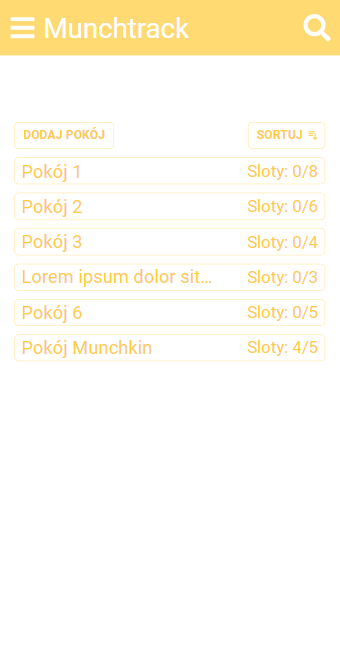 Munchtrack
DODAJ POKÓJ SORTUJ
Pokój 1 Sloty: 0/8
Pokój 2 Sloty: 0/6
Pokój 3 Sloty: 0/4
Lorem ipsum dolor sit... Sloty: 0/3
Pokój 6 Sloty: 0/5
Pokój Munchkin Sloty: 4/5